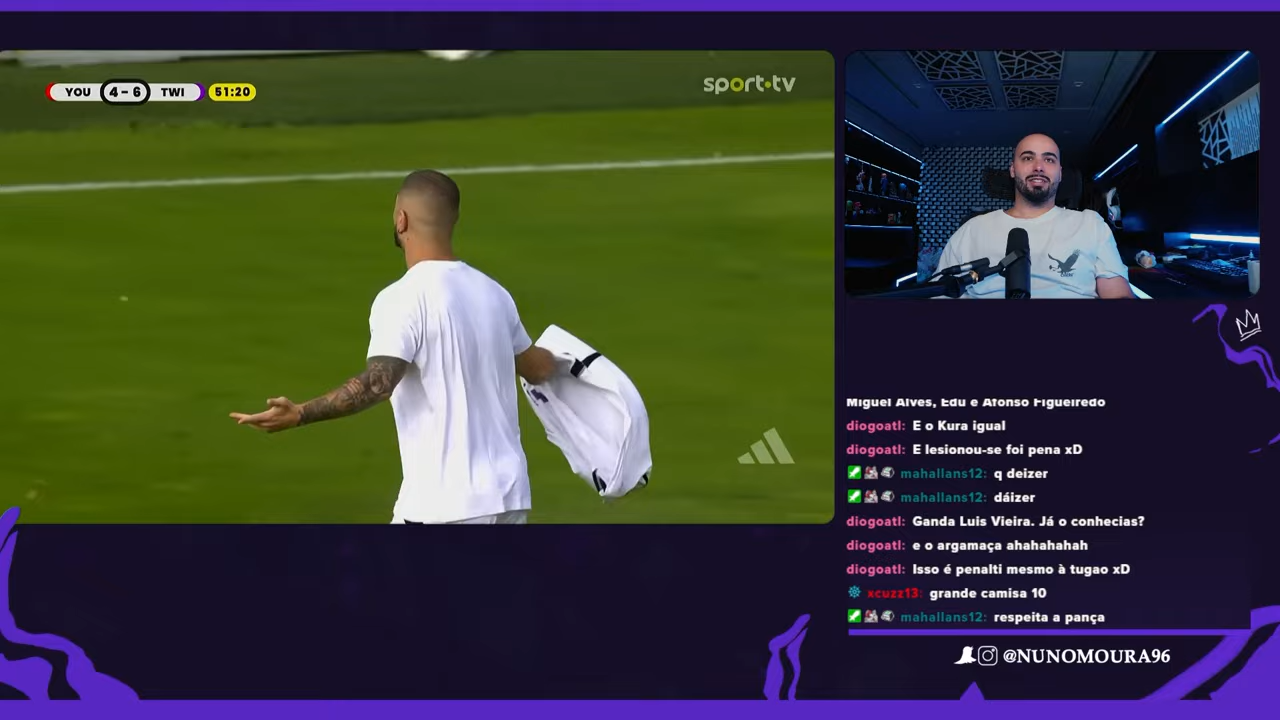 YOU 4-6 TWI 51:20
sport·tv
Miguel Alves, Edu e Afonso Figueiredo
diogoatl: E o Kura igual
diogoatl: E lesionou-se foi pena xD
mahallans12: q deizer
mahallans12: dáizer
diogoatl: Ganda Luis Vieira. Já o conhecias?
diogoatl: e o argamaça ahahahahah
diogoatl: Isso é penalti mesmo à tugao xD
xcuzz13: grande camisa 10
mahallans12: respeita a pança
@NUNOMOURA96